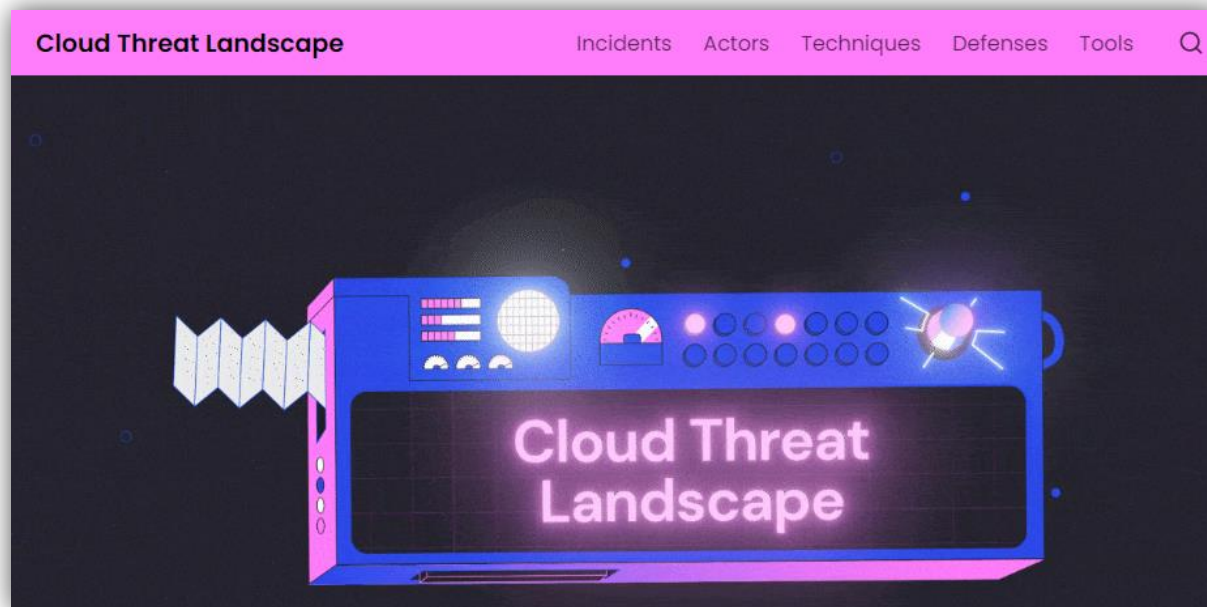 Cloud Threat Landscape
Incidents Actors Techniques Defenses Tools
Cloud Threat
Landscape